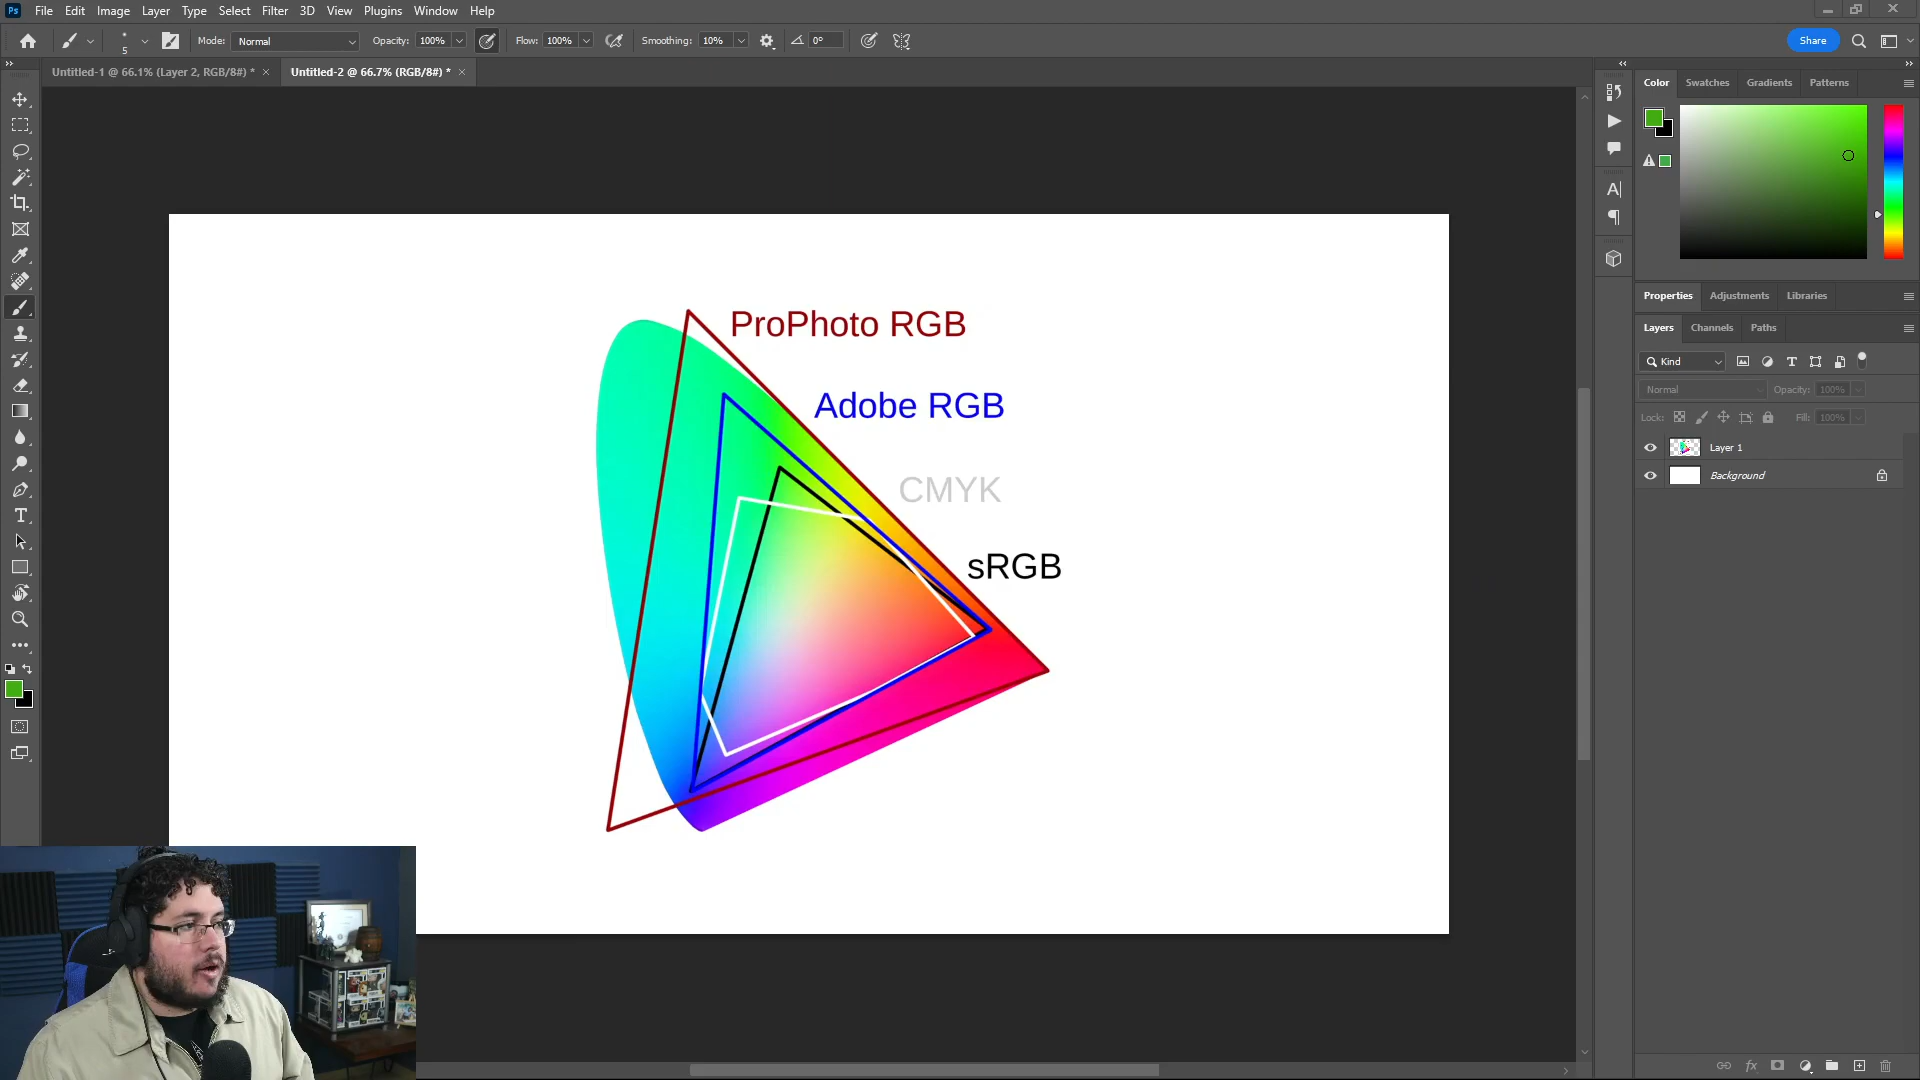 Ps File Edit Image Layer Type Select Filter 3D View Plugins Window Help
5 Mode: Normal Opacity: 100% Flow: 100% Smoothing: 10% 0° Share
Untitled-1 @ 66.1% (Layer 2, RGB/8#) * × Untitled-2 @ 66.7% (RGB/8#) * ×
Color Swatches Gradients Patterns
Properties Adjustments Libraries
Layers Channels Paths
Kind
Normal Opacity: 100%
Lock: Fill: 100%
Layer 1
Background
ProPhoto RGB
Adobe RGB
CMYK
sRGB